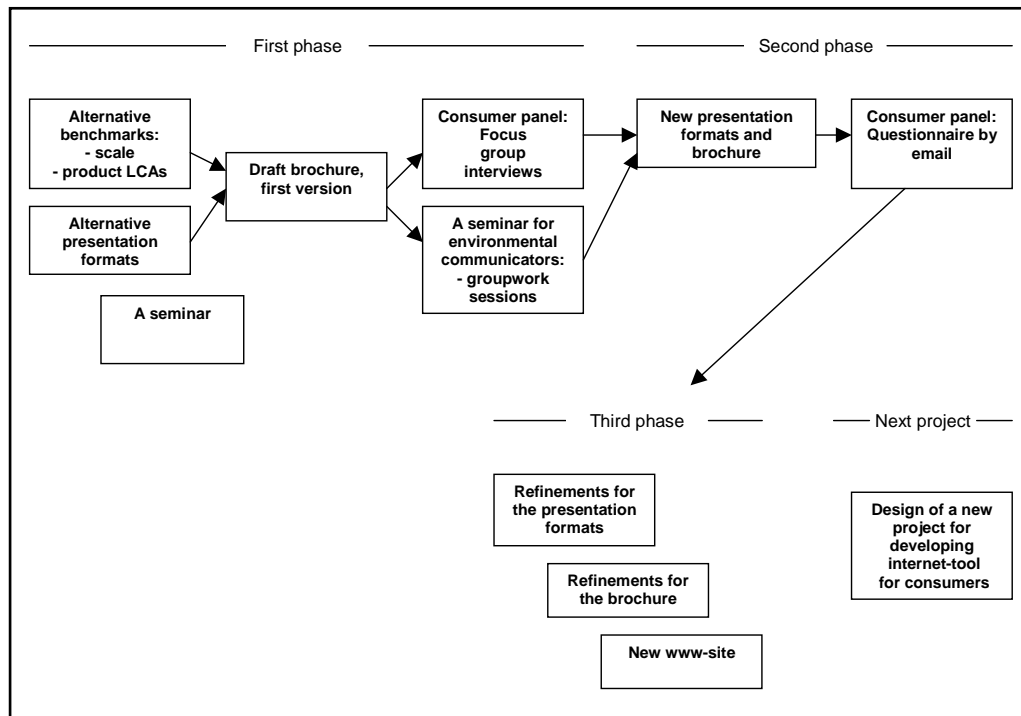 First phase
Second phase
Alternative
benchmarks:
- scale
- product LCAs
Alternative
presentation
formats
A seminar
Draft brochure,
first version
Consumer panel:
Focus
group
interviews
A seminar for
environmental
communicators:
- groupwork
sessions
New presentation
formats and
brochure
Consumer panel:
Questionnaire by
email
Third phase
Next project
Refinements for
the presentation
formats
Refinements for
the brochure
New www-site
Design of a new
project for
developing
internet-tool
for consumers